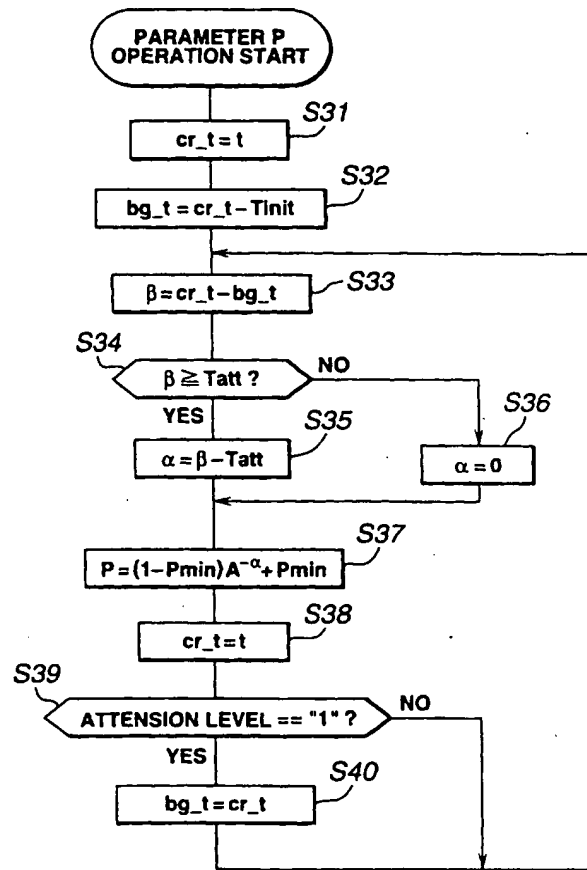 PARAMETER P
OPERATION START
S31
cr_t = t
S32
bg_t = cr_t – Tinit
S33
β = cr_t – bg_t
S34
β ≧ Tatt ?
NO
YES
S35
α = β – Tatt
S36
α = 0
S37
P = (1–Pmin) A^–α + Pmin
S38
cr_t = t
S39
ATTENSION LEVEL == "1" ?
NO
YES
S40
bg_t = cr_t